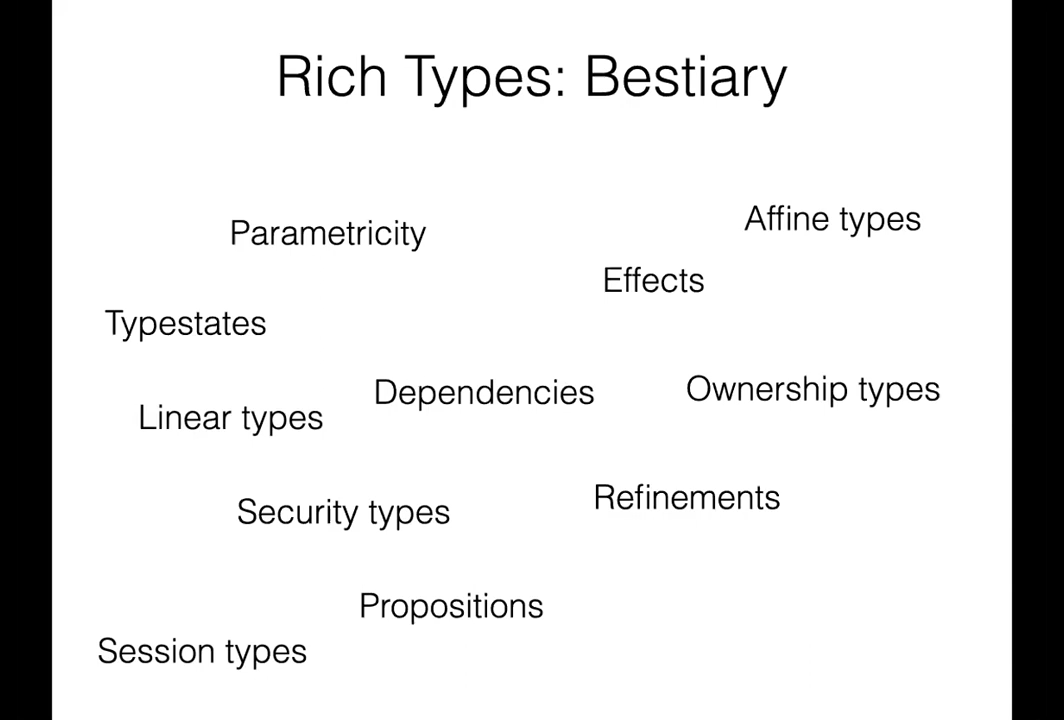 Rich Types: Bestiary
Parametricity
Affine types
Effects
Typestates
Dependencies
Ownership types
Linear types
Refinements
Security types
Propositions
Session types